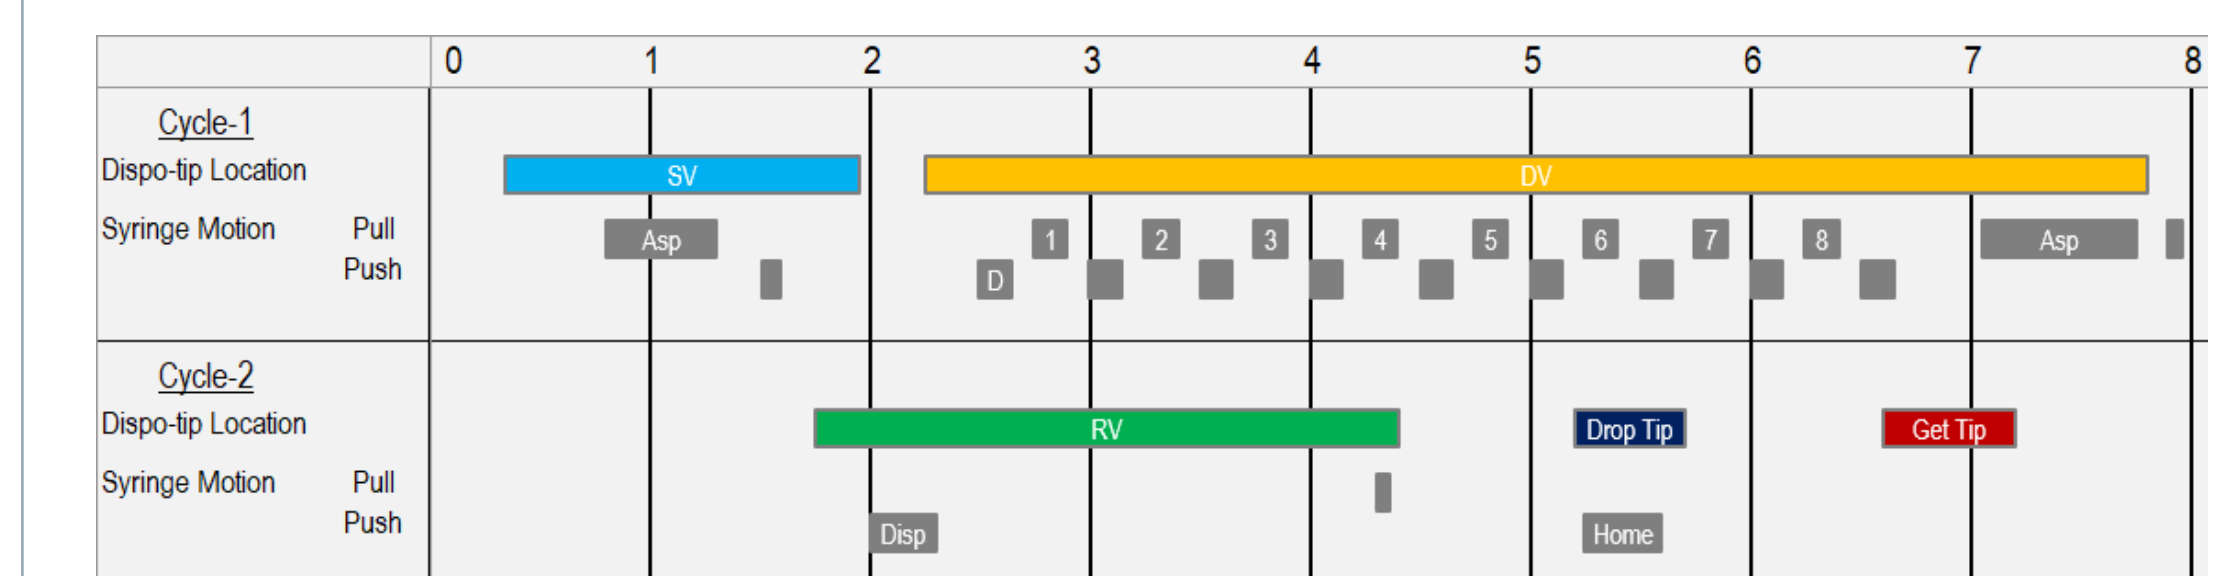 0 1 2 3 4 5 6 7 8
Cycle-1
Dispo-tip Location SV DV
Syringe Motion Pull Asp 1 2 3 4 5 6 7 8 Asp
Push D
Cycle-2
Dispo-tip Location RV Drop Tip Get Tip
Syringe Motion Pull
Push Disp Home